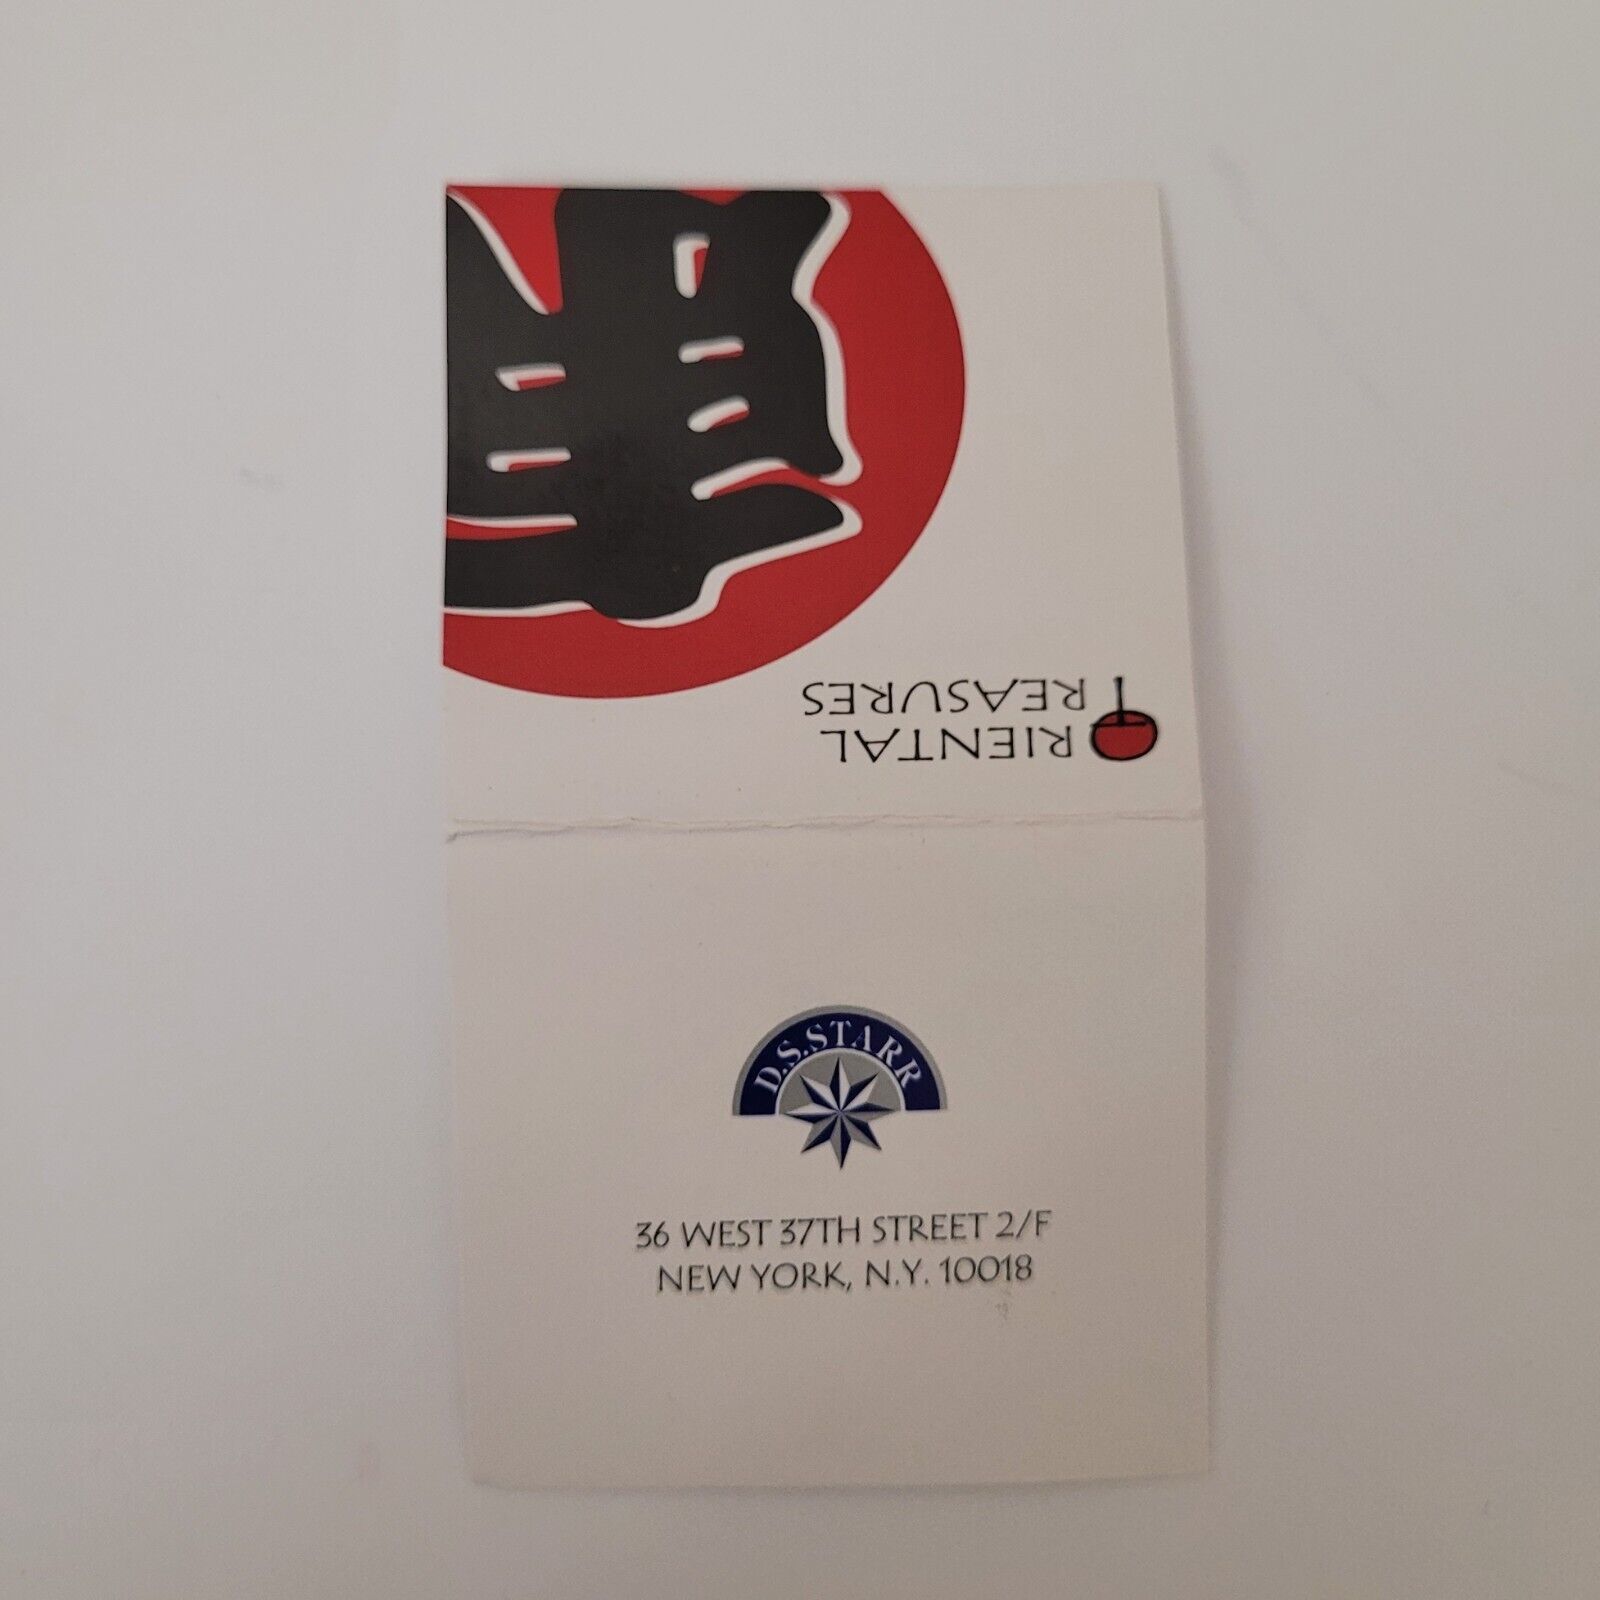 ORIENTAL
TREASURES
D.S.STARR
36 WEST 37TH STREET 2/F
NEW YORK, N.Y. 10018